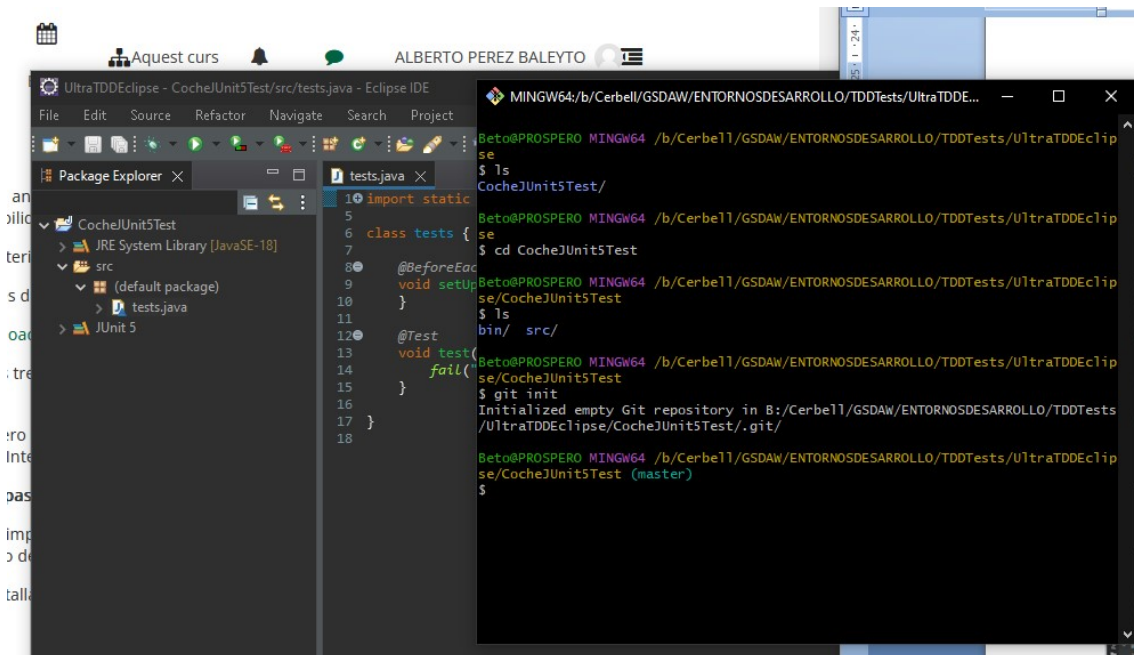 Aquest curs
ALBERTO PEREZ BALEYTO
24
25
UltraTDDEclipse - CocheJUnit5Test/src/tests.java - Eclipse IDE
File Edit Source Refactor Navigate Search Project
Package Explorer
CocheJUnit5Test
JRE System Library [JavaSE-18]
src
(default package)
tests.java
JUnit 5
tests.java
1 import static
5
6 class tests {
7
8 @BeforeEac
9 void setUp
10 }
11
12 @Test
13 void test(
14 fail("
15 }
16
17 }
18
MINGW64:/b/Cerbell/GSDAW/ENTORNOSDESARROLLO/TDDTests/UltraTDDE...
Beto@PROSPERO MINGW64 /b/Cerbell/GSDAW/ENTORNOSDESARROLLO/TDDTests/UltraTDDEclip
se
$ ls
CocheJUnit5Test/
Beto@PROSPERO MINGW64 /b/Cerbell/GSDAW/ENTORNOSDESARROLLO/TDDTests/UltraTDDEclip
se
$ cd CocheJUnit5Test
Beto@PROSPERO MINGW64 /b/Cerbell/GSDAW/ENTORNOSDESARROLLO/TDDTests/UltraTDDEclip
se/CocheJUnit5Test
$ ls
bin/ src/
Beto@PROSPERO MINGW64 /b/Cerbell/GSDAW/ENTORNOSDESARROLLO/TDDTests/UltraTDDEclip
se/CocheJUnit5Test
$ git init
Initialized empty Git repository in B:/Cerbell/GSDAW/ENTORNOSDESARROLLO/TDDTests
/UltraTDDEclipse/CocheJUnit5Test/.git/
Beto@PROSPERO MINGW64 /b/Cerbell/GSDAW/ENTORNOSDESARROLLO/TDDTests/UltraTDDEclip
se/CocheJUnit5Test (master)
$